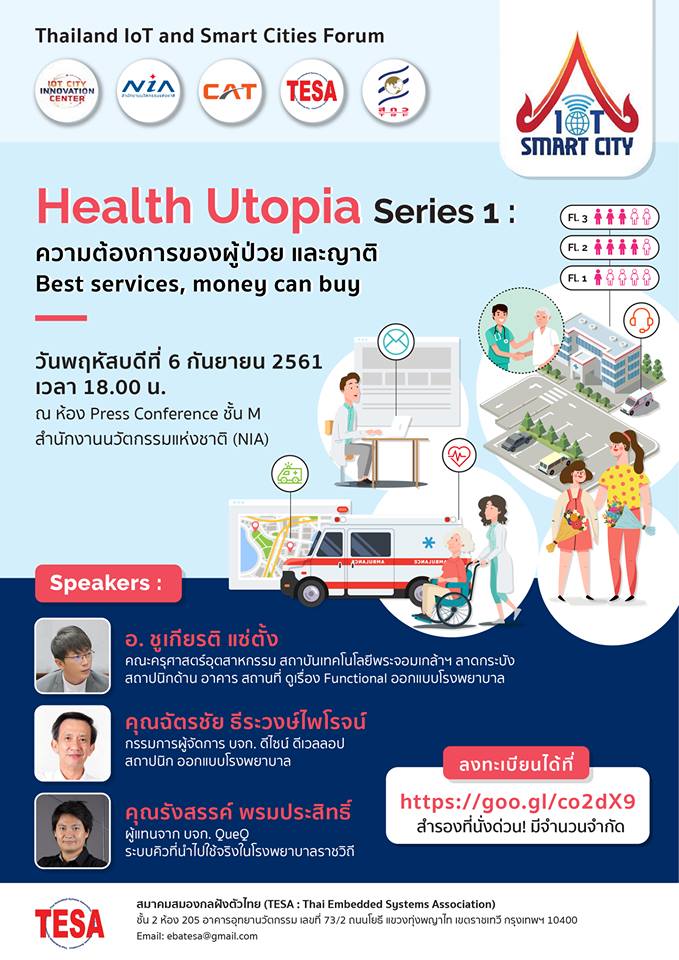 Thailand IoT and Smart Cities Forum
IOT CITY
INNOVATION
CENTER
NIA
สำนักงานนวัตกรรมแห่งชาติ
CAT
TESA
IOT
SMART CITY
Health Utopia Series 1 :
ความต้องการของผู้ป่วย และญาติ
Best services, money can buy
FL 3
FL 2
FL 1
วันพฤหัสบดีที่ 6 กันยายน 2561
เวลา 18.00 น.
ณ ห้อง Press Conference ชั้น M
สำนักงานนวัตกรรมแห่งชาติ (NIA)
AMBULANCE
Speakers :
อ. ชูเกียรติ แซ่ตั้ง
คณะครุศาสตร์อุตสาหกรรม สถาบันเทคโนโลยีพระจอมเกล้าฯ ลาดกระบัง
สถาปนิกด้าน อาคาร สถานที่ ดูเรื่อง Functional ออกแบบโรงพยาบาล
คุณฉัตรชัย ธีระวงษ์ไพโรจน์
กรรมการผู้จัดการ บจก. ดีไซน์ ดีเวลลอป
สถาปนิก ออกแบบโรงพยาบาล
คุณรังสรรค์ พรมประสิทธิ์
ผู้แทนจาก บจก. QueQ
ระบบคิวที่นำไปใช้จริงในโรงพยาบาลราชวิถี
ลงทะเบียนได้ที่
https://goo.gl/co2dX9
สำรองที่นั่งด่วน! มีจำนวนจำกัด
TESA
สมาคมสมองกลฝังตัวไทย (TESA : Thai Embedded Systems Association)
ชั้น 2 ห้อง 205 อาคารอุทยานวัตกรรม เลขที่ 73/2 ถนนโยธี แขวงทุ่งพญาไท เขตราชเทวี กรุงเทพฯ 10400
Email: ebatesa@gmail.com